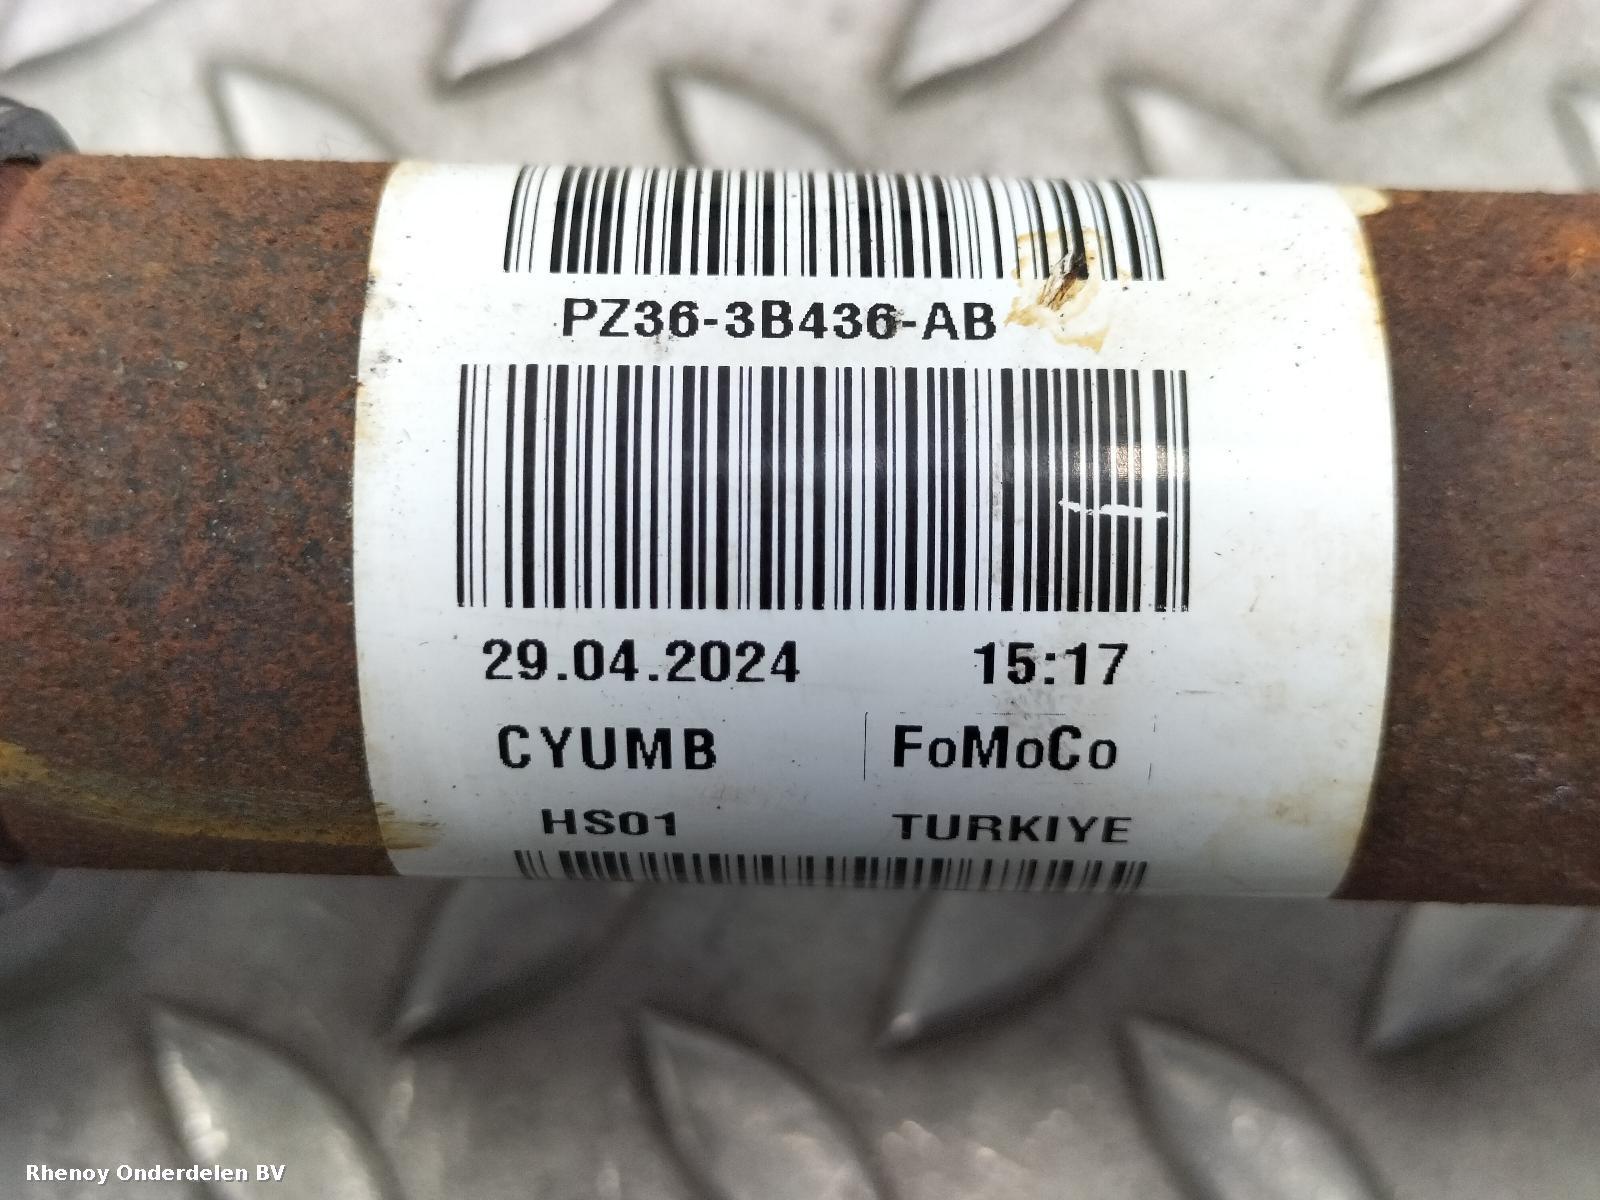 PZ36-3B436-AB
29.04.2024 15:17
CYUMB FoMoCo
HS01 TURKIYE
Rhenoy Onderdelen BV